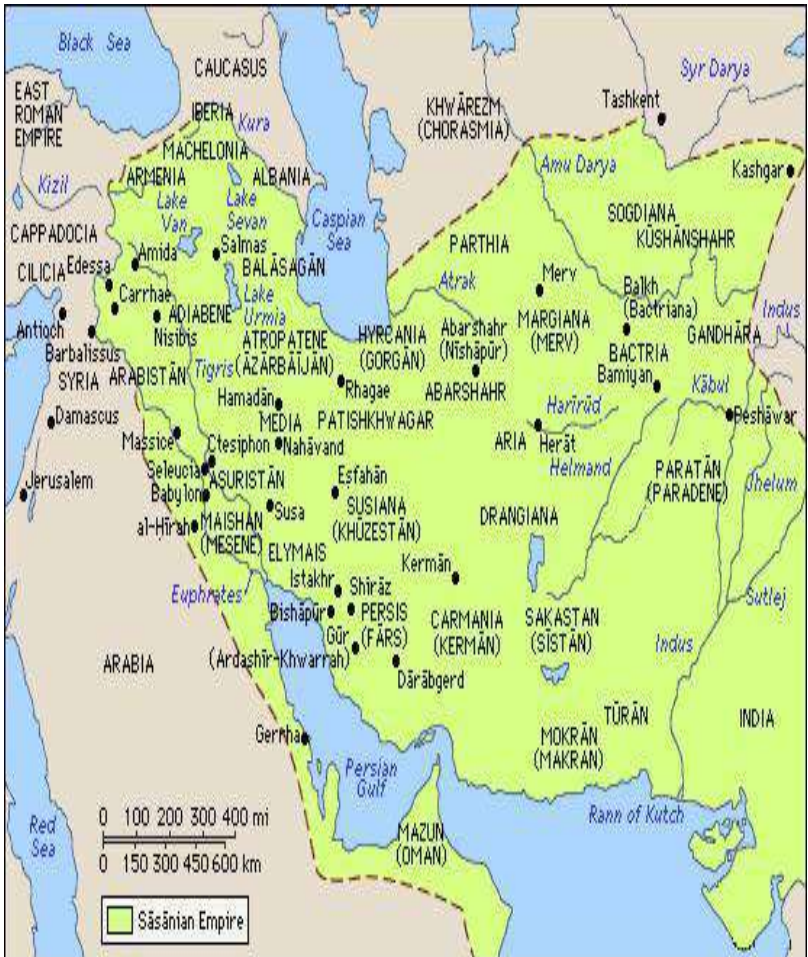 Black Sea
CAUCASUS
Syr Darya
EAST
ROMAN
EMPIRE
IBERIA
Kura
KHWĀREZM
(CHORASMIA)
Tashkent
MACHELONIA
Amu Darya
Kashgar
Kizil
ARMENIA
ALBANIA
Lake
Van
Lake
Sevan
Caspian
Sea
SOGDIANA
KŪSHĀNSHAHR
CAPPADOCIA
PARTHIA
CILICIA
Edessa
Amida
Salmas
BALĀSAGĀN
Atrak
Merv
Balkh
(Bactriana)
Indus
Carrhae
ADIABENE
Lake
Urmia
Antioch
Nisibis
HYRCANIA
(GORGĀN)
Abarshahr
(Nīshāpūr)
MARGIANA
(MERV)
GANDHĀRA
Barbalissus
ATROPATENE
(ĀZĀRBĀĪJĀN)
BACTRIA
SYRIA
ARABISTĀN
Tigris
Rhagae
ABARSHAHR
Bamiyan
Kābul
Hamadān
Harīrūd
Damascus
MEDIA
PATISHKHWAGAR
Peshāwar
Massice
Ctesiphon
Nahāvand
ARIA
Herāt
Seleucia
ASURISTĀN
Helmand
PARATĀN
(PARADENE)
Jhelum
Jerusalem
Babylon
Susa
Eşfahān
SUSIANA
(KHŪZESTĀN)
al-Ḥīrah
MAISHAN
(MESENE)
DRANGIANA
ELYMAIS
Kermān
Euphrates
Istakhr
Shīrāz
Sutlej
Bishāpūr
PERSIS
(FĀRS)
CARMANIA
(KERMĀN)
SAKASTAN
(SĪSTĀN)
Indus
Gūr
(Ardashīr-Khwarrah)
ARABIA
Dārābgerd
TŪRĀN
INDIA
Gerrha
MOKRĀN
(MAKRAN)
Persian
Gulf
Rann of Kutch
Red
Sea
0 100 200 300 400 mi
0 150 300 450 600 km
MAZUN
(OMAN)
Sāsānian Empire